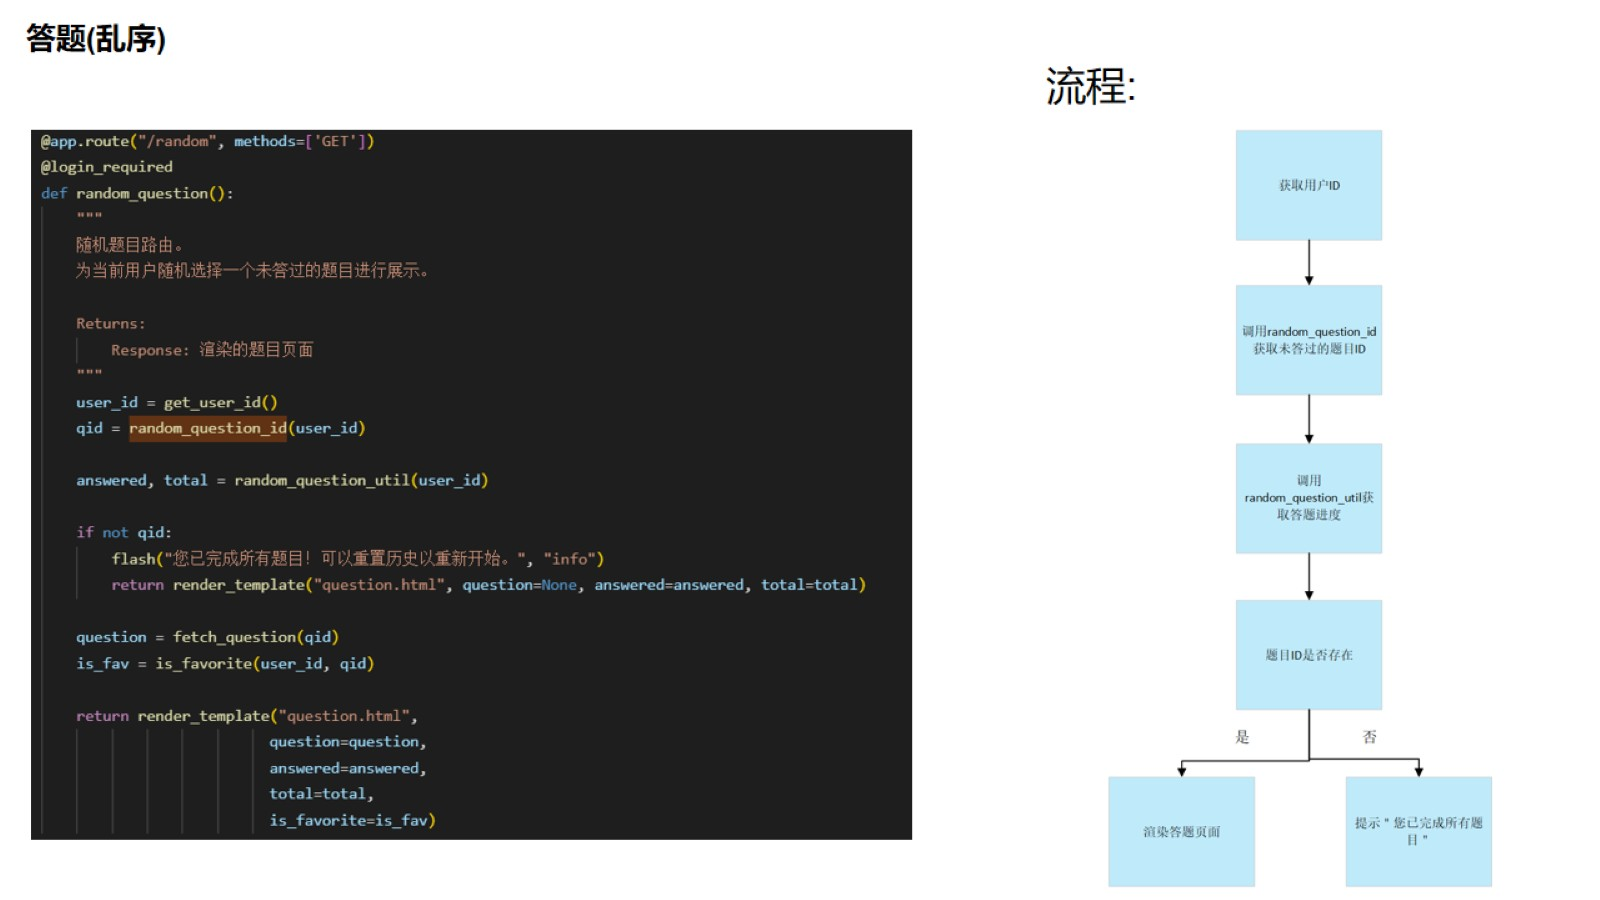 答题(乱序)
流程:
@app.route("/random", methods=['GET'])
@login_required
def random_question():
    """
    随机题目路由。
    为当前用户随机选择一个未答过的题目进行展示。

    Returns:
        Response: 渲染的题目页面
    """
    user_id = get_user_id()
    qid = random_question_id(user_id)

    answered, total = random_question_util(user_id)

    if not qid:
        flash("您已完成所有题目! 可以重置历史以重新开始。", "info")
        return render_template("question.html", question=None, answered=answered, total=total)

    question = fetch_question(qid)
    is_fav = is_favorite(user_id, qid)

    return render_template("question.html",
                          question=question,
                          answered=answered,
                          total=total,
                          is_favorite=is_fav)
获取用户ID
调用random_question_id
获取未答过的题目ID
调用
random_question_util获
取答题进度
题目ID是否存在
是
否
渲染答题页面
提示＂您已完成所有题
目＂